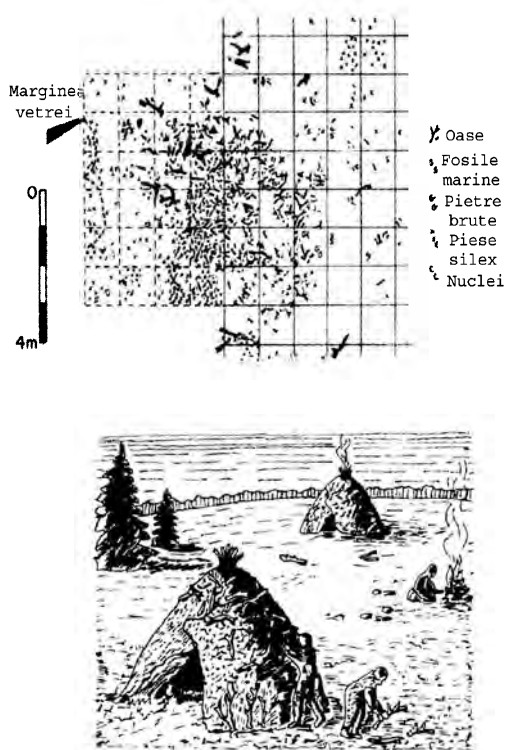 Marginea
vetrei
0
4m
Oase
Fosile
marine
Pietre
brute
Piese
silex
Nuclei